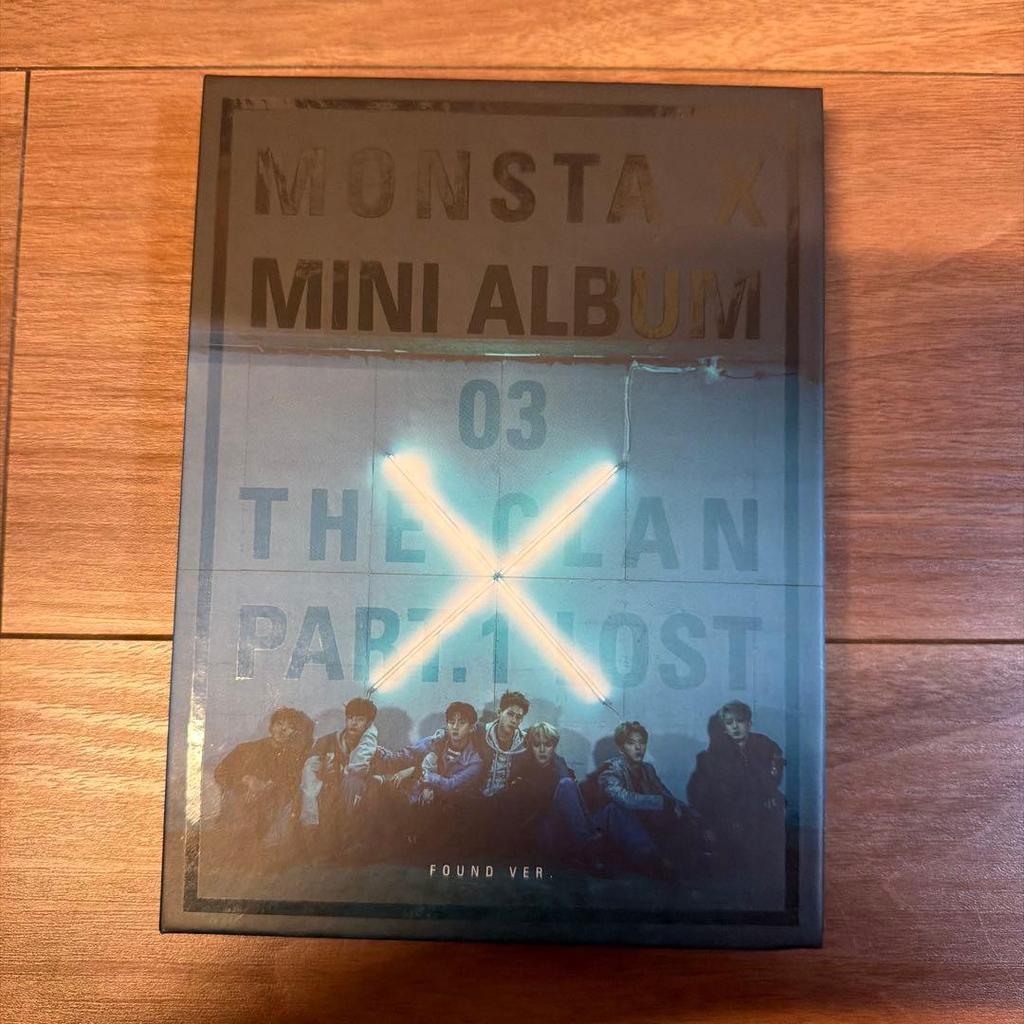 MONSTA X
MINI ALBUM
03
THE CLAN
PART.1 LOST
FOUND VER.